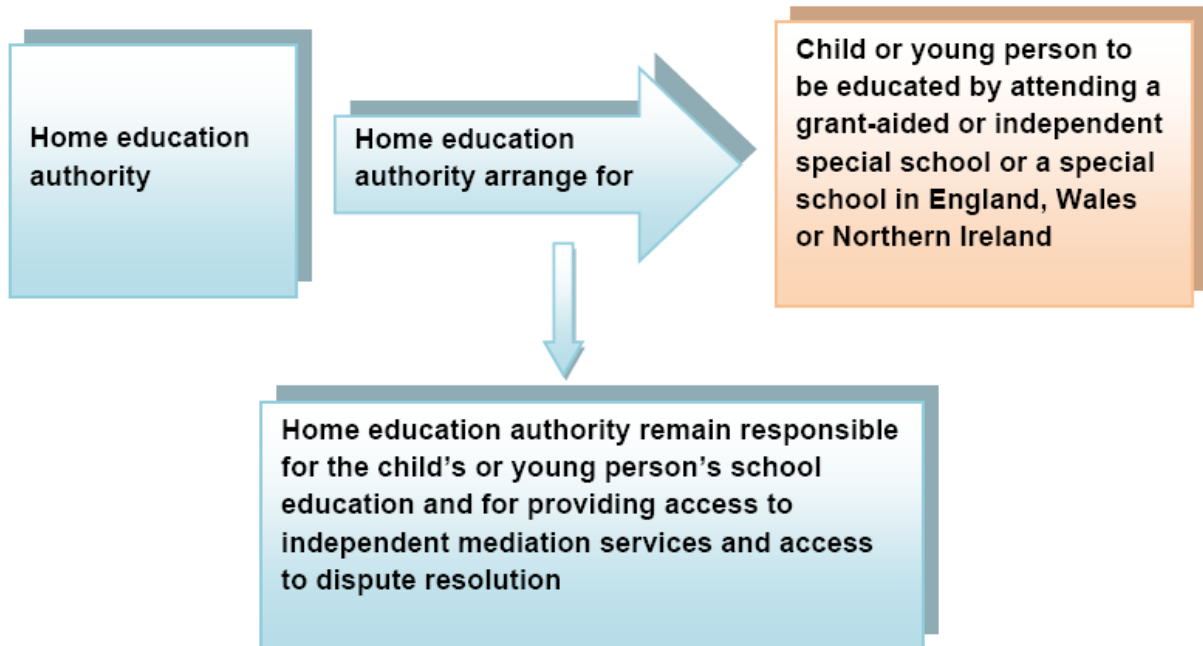 Home education
authority
Home education
authority arrange for
Child or young person to
be educated by attending a
grant-aided or independent
special school or a special
school in England, Wales
or Northern Ireland
Home education authority remain responsible
for the child’s or young person’s school
education and for providing access to
independent mediation services and access
to dispute resolution